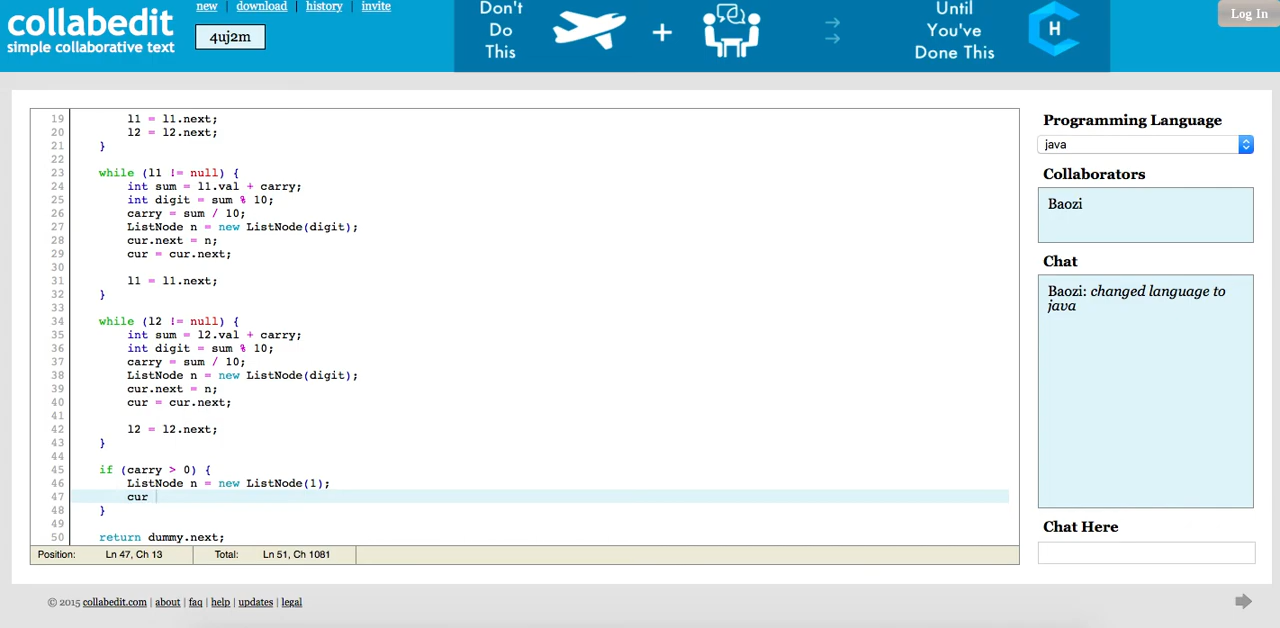 collabedit
simple collaborative text
new | download | history | invite
4uj2m
Don't
Do
This
+
Until
You've
Done This
H
Log In
19 l1 = l1.next;
20 l2 = l2.next;
21 }
22
23 while (l1 != null) {
24 int sum = l1.val + carry;
25 int digit = sum % 10;
26 carry = sum / 10;
27 ListNode n = new ListNode(digit);
28 cur.next = n;
29 cur = cur.next;
30
31 l1 = l1.next;
32 }
33
34 while (l2 != null) {
35 int sum = l2.val + carry;
36 int digit = sum % 10;
37 carry = sum / 10;
38 ListNode n = new ListNode(digit);
39 cur.next = n;
40 cur = cur.next;
41
42 l2 = l2.next;
43 }
44
45 if (carry > 0) {
46 ListNode n = new ListNode(1);
47 cur
48 }
49
50 return dummy.next;
Position: Ln 47, Ch 13 Total: Ln 51, Ch 1081
Programming Language
java
Collaborators
Baozi
Chat
Baozi: changed language to
java
Chat Here
© 2015 collabedit.com | about | faq | help | updates | legal